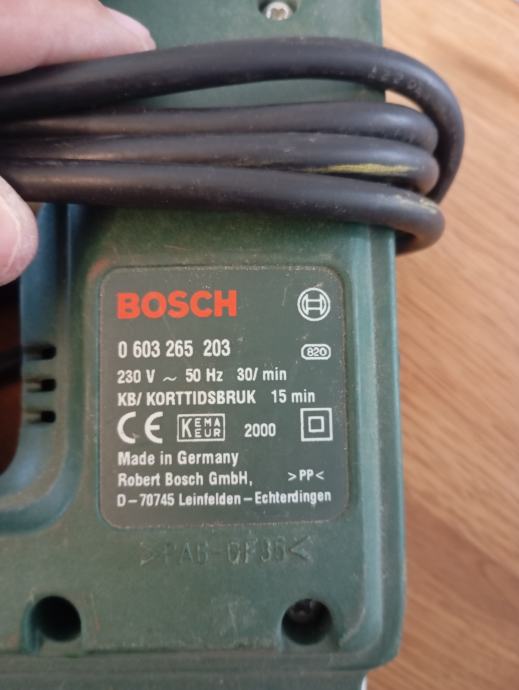 BOSCH
0 603 265 203
820
230 V ~ 50 Hz 30/ min
KB/ KORTTIDSBRUK 15 min
CE KEMA EUR 2000
Made in Germany
Robert Bosch GmbH, >PP<
D-70745 Leinfelden-Echterdingen
>PA6-GF35<